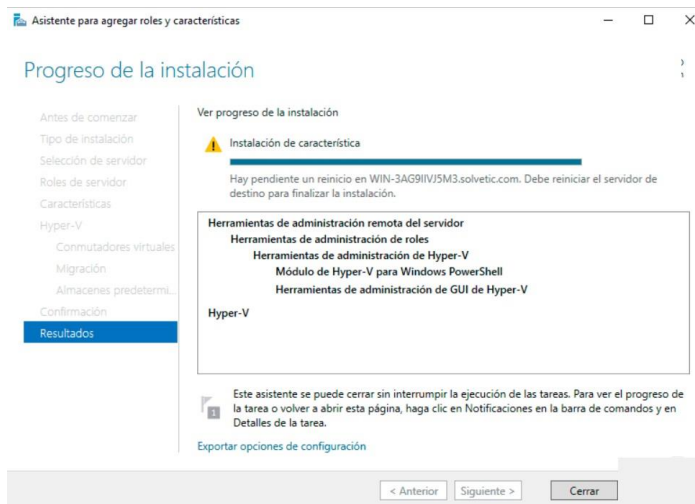 Asistente para agregar roles y características
Progreso de la instalación
Antes de comenzar
Tipo de instalación
Selección de servidor
Roles de servidor
Características
Hyper-V
Conmutadores virtuales
Migración
Almacenes predetermi...
Confirmación
Resultados
Ver progreso de la instalación
Instalación de característica
Hay pendiente un reinicio en WIN-3AG9IIVJ5M3.solvetic.com. Debe reiniciar el servidor de
destino para finalizar la instalación.
Herramientas de administración remota del servidor
Herramientas de administración de roles
Herramientas de administración de Hyper-V
Módulo de Hyper-V para Windows PowerShell
Herramientas de administración de GUI de Hyper-V
Hyper-V
1
Este asistente se puede cerrar sin interrumpir la ejecución de las tareas. Para ver el progreso de
la tarea o volver a abrir esta página, haga clic en Notificaciones en la barra de comandos y en
Detalles de la tarea.
Exportar opciones de configuración
< Anterior
Siguiente >
Cerrar